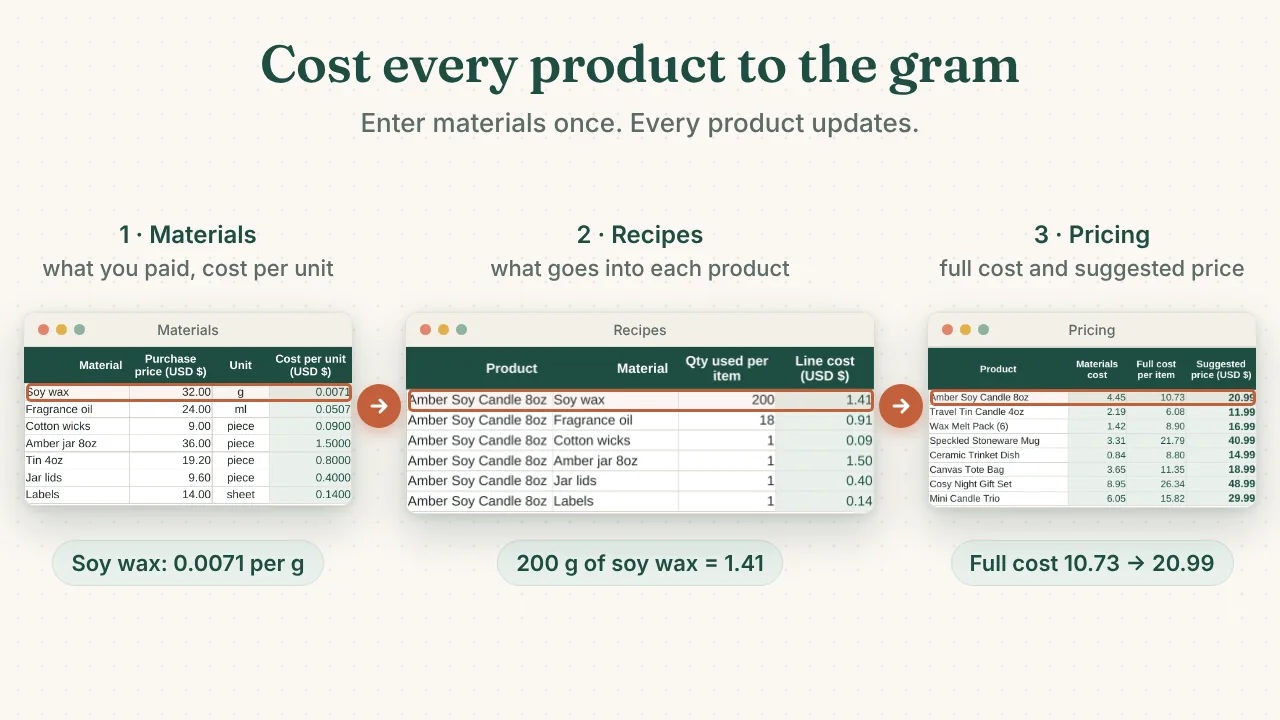 Cost every product to the gram
Enter materials once. Every product updates.
1 · Materials
what you paid, cost per unit
Materials
Material Purchase price (USD $) Unit Cost per unit (USD $)
Soy wax 32.00 g 0.0071
Fragrance oil 24.00 ml 0.0507
Cotton wicks 9.00 piece 0.0900
Amber jar 8oz 36.00 piece 1.5000
Tin 4oz 19.20 piece 0.8000
Jar lids 9.60 piece 0.4000
Labels 14.00 sheet 0.1400
Soy wax: 0.0071 per g
2 · Recipes
what goes into each product
Recipes
Product Material Qty used per item Line cost (USD $)
Amber Soy Candle 8oz Soy wax 200 1.41
Amber Soy Candle 8oz Fragrance oil 18 0.91
Amber Soy Candle 8oz Cotton wicks 1 0.09
Amber Soy Candle 8oz Amber jar 8oz 1 1.50
Amber Soy Candle 8oz Jar lids 1 0.40
Amber Soy Candle 8oz Labels 1 0.14
200 g of soy wax = 1.41
3 · Pricing
full cost and suggested price
Pricing
Product Materials cost Full cost per item Suggested price (USD $)
Amber Soy Candle 8oz 4.45 10.73 20.99
Travel Tin Candle 4oz 2.19 6.08 11.99
Wax Melt Pack (6) 1.42 8.90 16.99
Speckled Stoneware Mug 3.31 21.79 40.99
Ceramic Trinket Dish 0.84 8.80 14.99
Canvas Tote Bag 3.65 11.35 18.99
Cosy Night Gift Set 8.95 26.34 48.99
Mini Candle Trio 6.05 15.82 29.99
Full cost 10.73 → 20.99